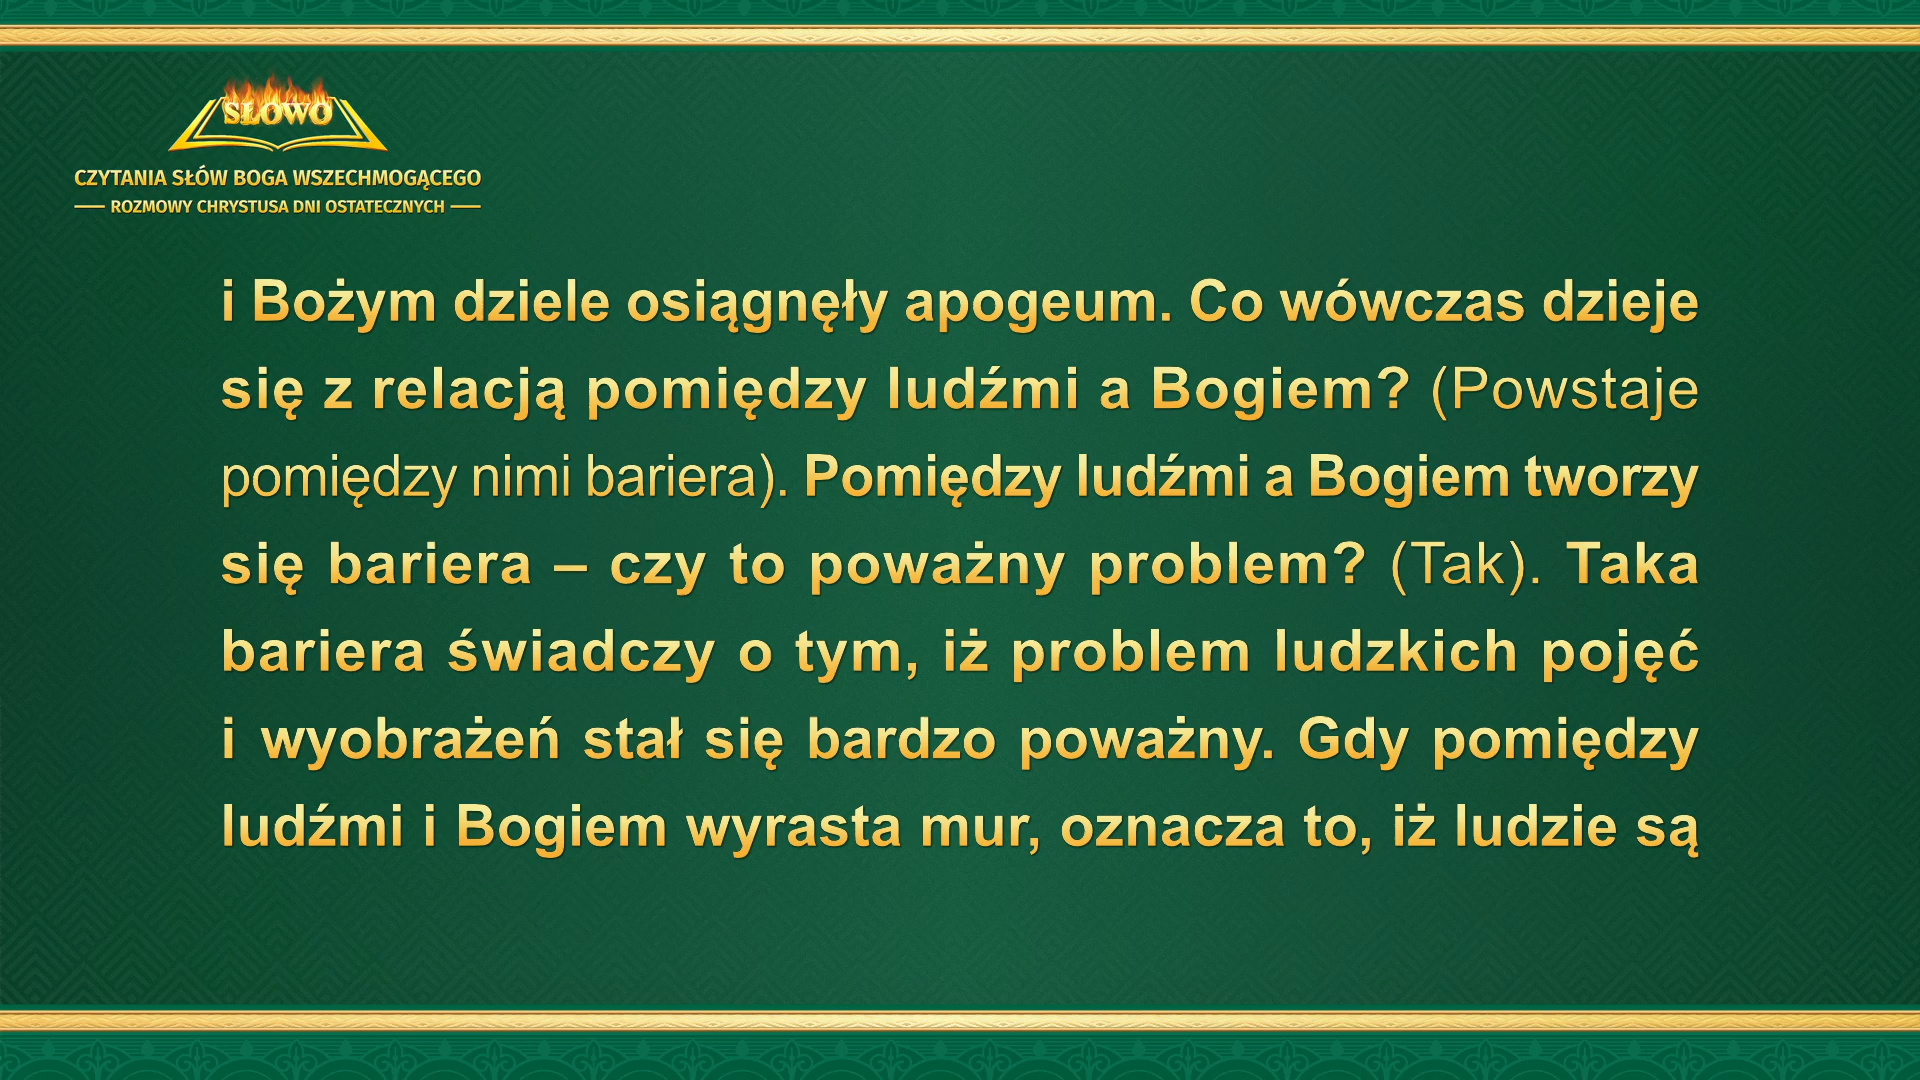 SŁOWO
CZYTANIA SŁÓW BOGA WSZECHMOGĄCEGO
ROZMOWY CHRYSTUSA DNI OSTATECZNYCH
i Bożym dziele osiągnęły apogeum. Co wówczas dzieje
się z relacją pomiędzy ludźmi a Bogiem? (Powstaje
pomiędzy nimi bariera). Pomiędzy ludźmi a Bogiem tworzy
się bariera – czy to poważny problem? (Tak). Taka
bariera świadczy o tym, iż problem ludzkich pojęć
i wyobrażeń stał się bardzo poważny. Gdy pomiędzy
ludźmi i Bogiem wyrasta mur, oznacza to, iż ludzie są